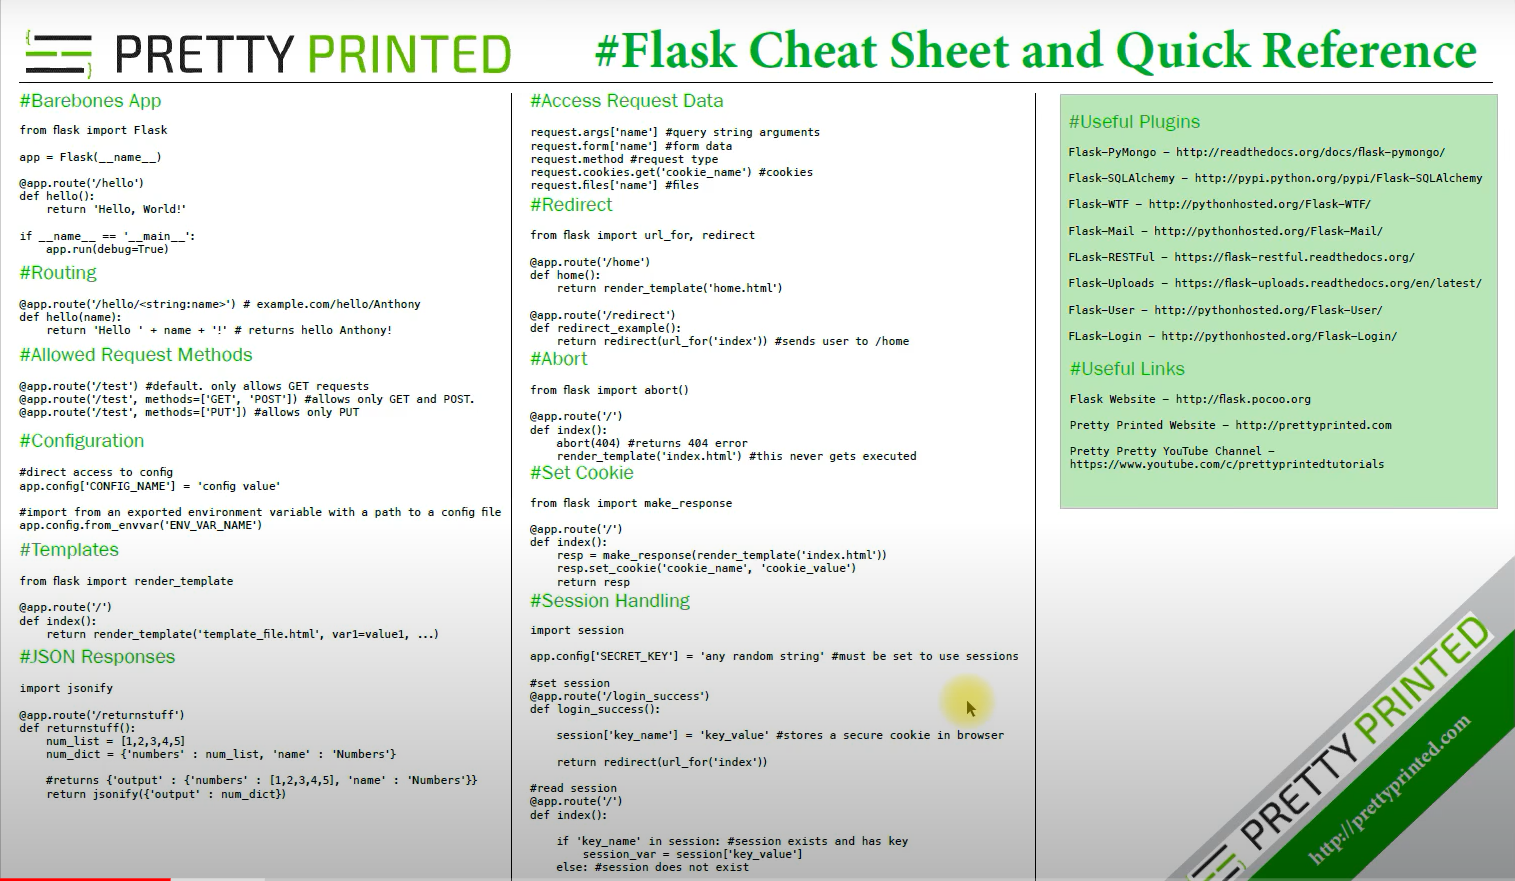 PRETTY PRINTED
#Flask Cheat Sheet and Quick Reference
#Barebones App
from flask import Flask
app = Flask(__name__)
@app.route('/hello')
def hello():
    return 'Hello, World!'
if __name__ == '__main__':
    app.run(debug=True)
#Routing
@app.route('/hello/<string:name>') # example.com/hello/Anthony
def hello(name):
    return 'Hello ' + name + '!' # returns hello Anthony!
#Allowed Request Methods
@app.route('/test') #default. only allows GET requests
@app.route('/test', methods=['GET', 'POST']) #allows only GET and POST.
@app.route('/test', methods=['PUT']) #allows only PUT
#Configuration
#direct access to config
app.config['CONFIG_NAME'] = 'config value'
#import from an exported environment variable with a path to a config file
app.config.from_envvar('ENV_VAR_NAME')
#Templates
from flask import render_template
@app.route('/')
def index():
    return render_template('template_file.html', var1=value1, ...)
#JSON Responses
import jsonify
@app.route('/returnstuff')
def returnstuff():
    num_list = [1,2,3,4,5]
    num_dict = {'numbers' : num_list, 'name' : 'Numbers'}
    #returns {'output' : {'numbers' : [1,2,3,4,5], 'name' : 'Numbers'}}
    return jsonify({'output' : num_dict})
#Access Request Data
request.args['name'] #query string arguments
request.form['name'] #form data
request.method #request type
request.cookies.get('cookie_name') #cookies
request.files['name'] #files
#Redirect
from flask import url_for, redirect
@app.route('/home')
def home():
    return render_template('home.html')
@app.route('/redirect')
def redirect_example():
    return redirect(url_for('index')) #sends user to /home
#Abort
from flask import abort()
@app.route('/')
def index():
    abort(404) #returns 404 error
    render_template('index.html') #this never gets executed
#Set Cookie
from flask import make_response
@app.route('/')
def index():
    resp = make_response(render_template('index.html'))
    resp.set_cookie('cookie_name', 'cookie_value')
    return resp
#Session Handling
import session
app.config['SECRET_KEY'] = 'any random string' #must be set to use sessions
#set session
@app.route('/login_success')
def login_success():
    session['key_name'] = 'key_value' #stores a secure cookie in browser
    return redirect(url_for('index'))
#read session
@app.route('/')
def index():
    if 'key_name' in session: #session exists and has key
        session_var = session['key_value']
    else: #session does not exist
#Useful Plugins
Flask-PyMongo - http://readthedocs.org/docs/flask-pymongo/
Flask-SQLAlchemy - http://pypi.python.org/pypi/Flask-SQLAlchemy
Flask-WTF - http://pythonhosted.org/Flask-WTF/
Flask-Mail - http://pythonhosted.org/Flask-Mail/
FLask-RESTFul - https://flask-restful.readthedocs.org/
Flask-Uploads - https://flask-uploads.readthedocs.org/en/latest/
Flask-User - http://pythonhosted.org/Flask-User/
FLask-Login - http://pythonhosted.org/Flask-Login/
#Useful Links
Flask Website - http://flask.pocoo.org
Pretty Printed Website - http://prettyprinted.com
Pretty Pretty YouTube Channel -
https://www.youtube.com/c/prettyprintedtutorials
PRETTY PRINTED
http://prettyprinted.com